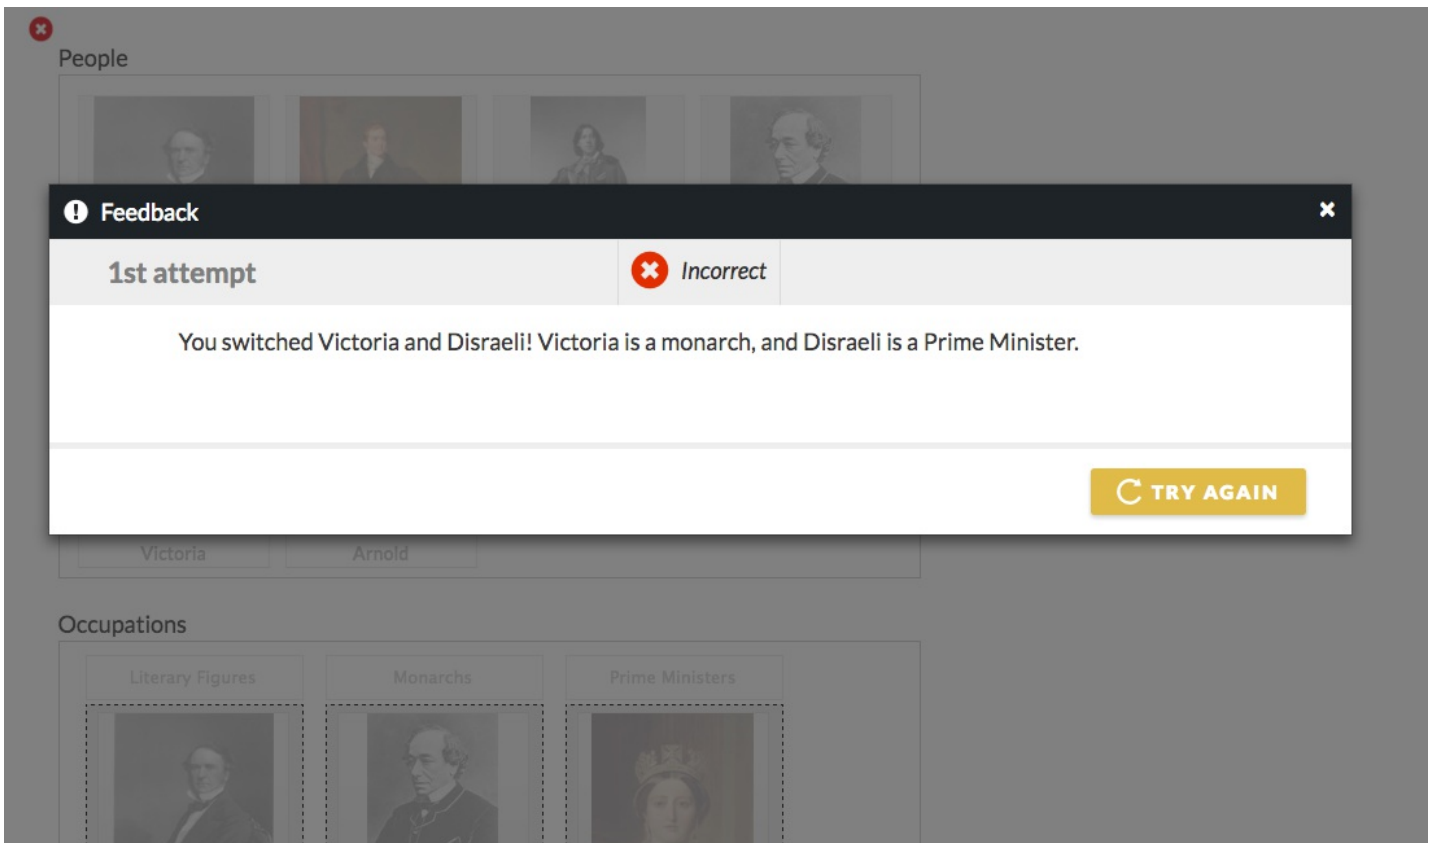 People
Feedback
1st attempt
Incorrect
You switched Victoria and Disraeli! Victoria is a monarch, and Disraeli is a Prime Minister.
TRY AGAIN
Victoria Arnold
Occupations
Literary Figures Monarchs Prime Ministers